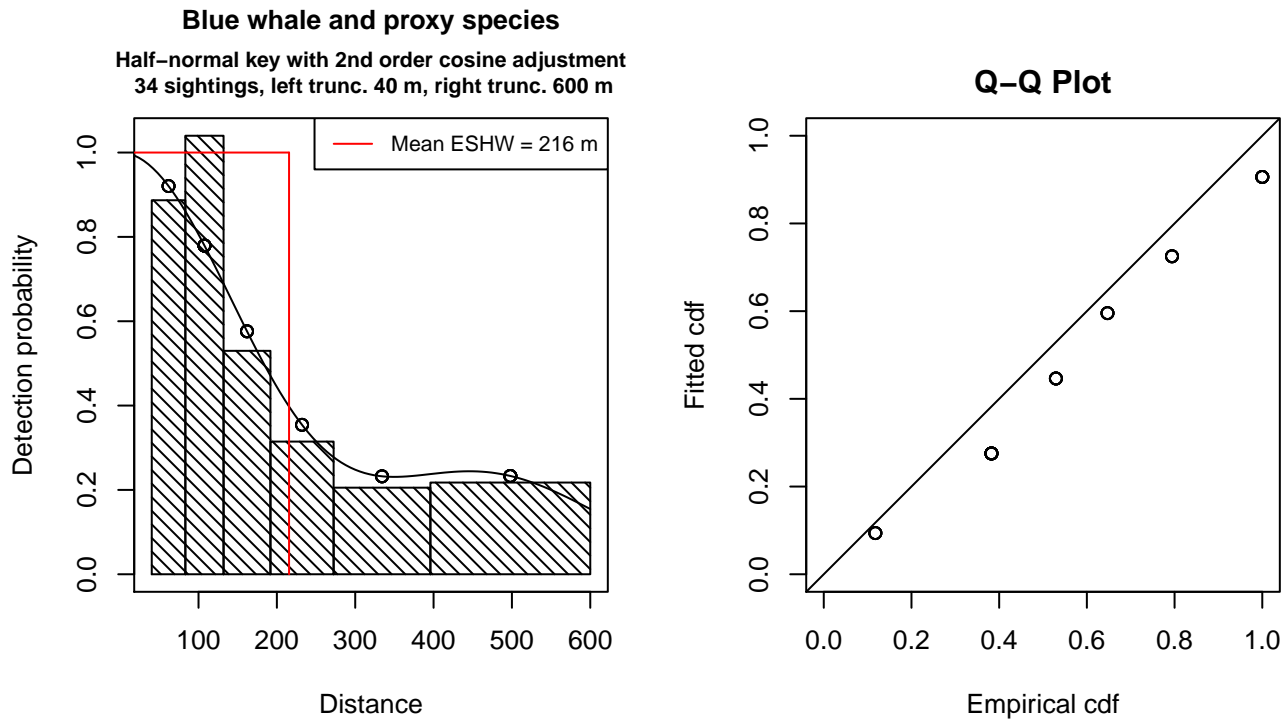 Blue whale and proxy species
Half−normal key with 2nd order cosine adjustment
34 sightings, left trunc. 40 m, right trunc. 600 m
Mean ESHW = 216 m
Detection probability
0.0
0.2
0.4
0.6
0.8
1.0
100
200
300
400
500
600
Distance
Q−Q Plot
Fitted cdf
0.0
0.2
0.4
0.6
0.8
1.0
0.0
0.2
0.4
0.6
0.8
1.0
Empirical cdf